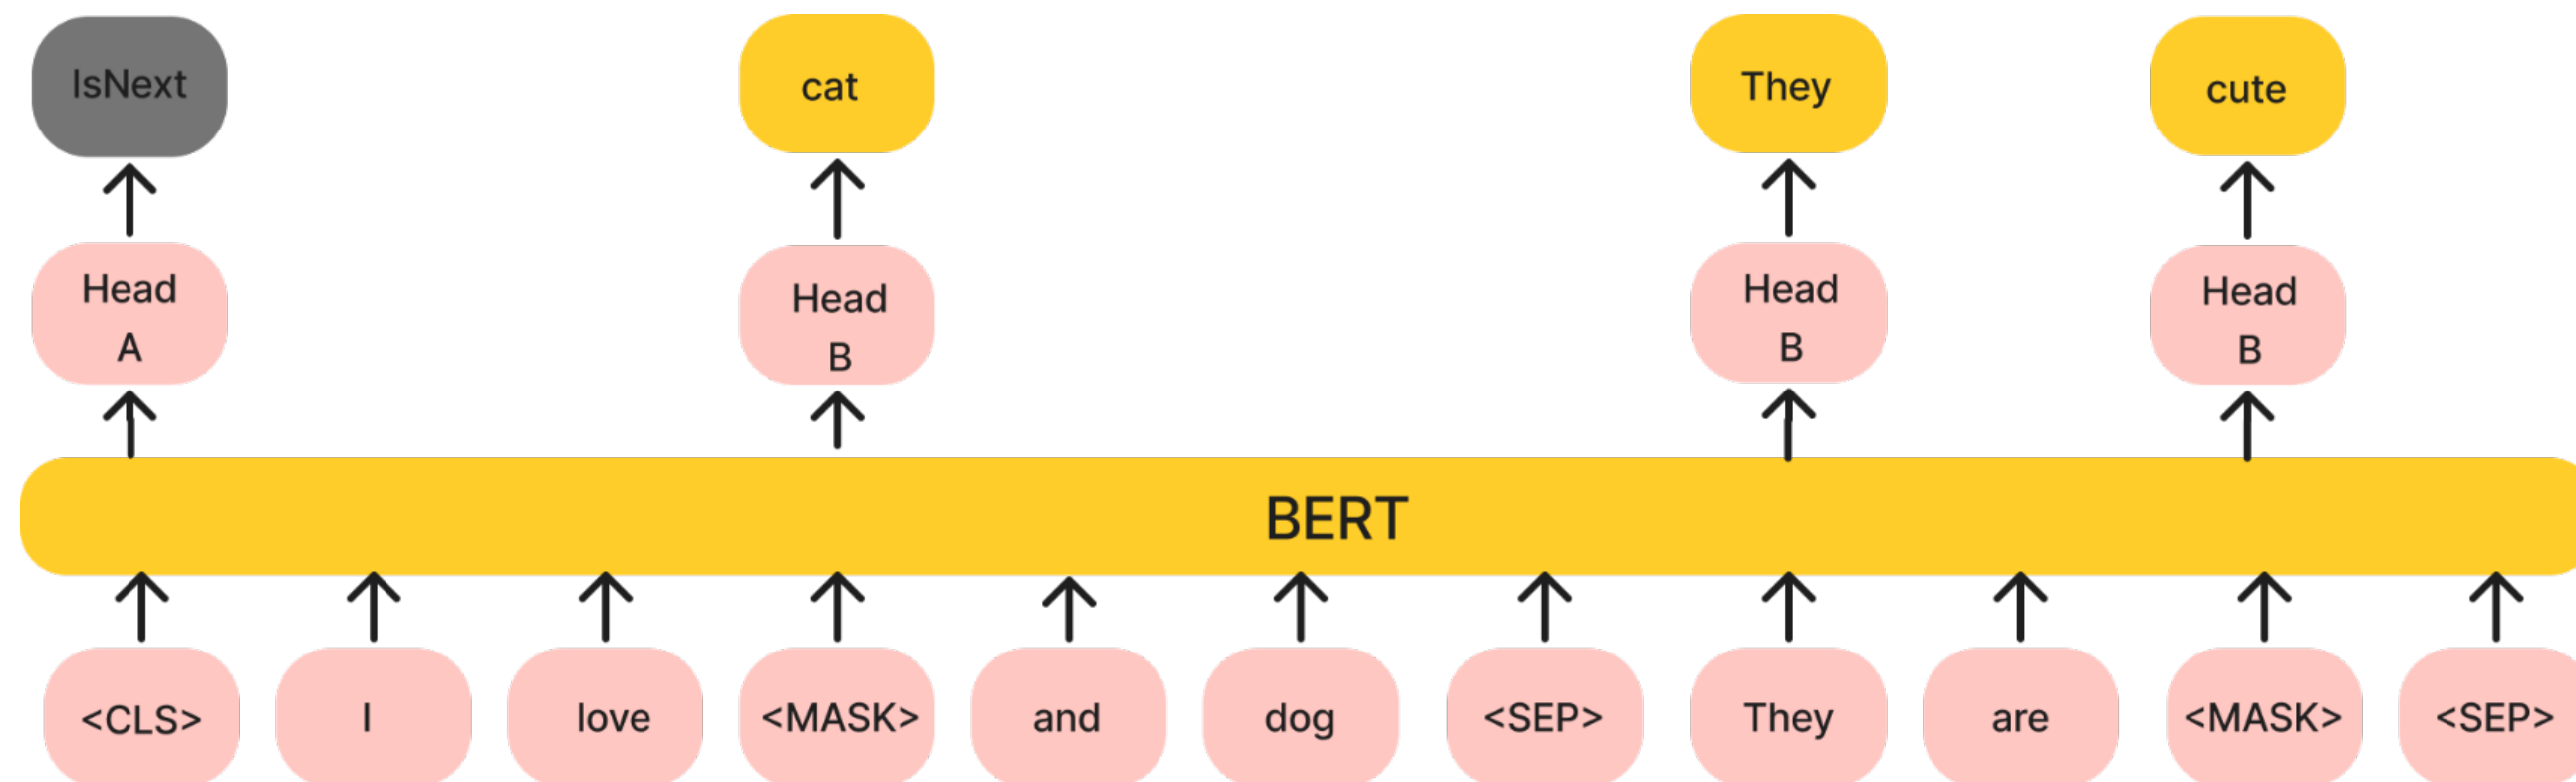 IsNext
cat
They
cute
Head
A
Head
B
Head
B
Head
B
BERT
<CLS>
I
love
<MASK>
and
dog
<SEP>
They
are
<MASK>
<SEP>